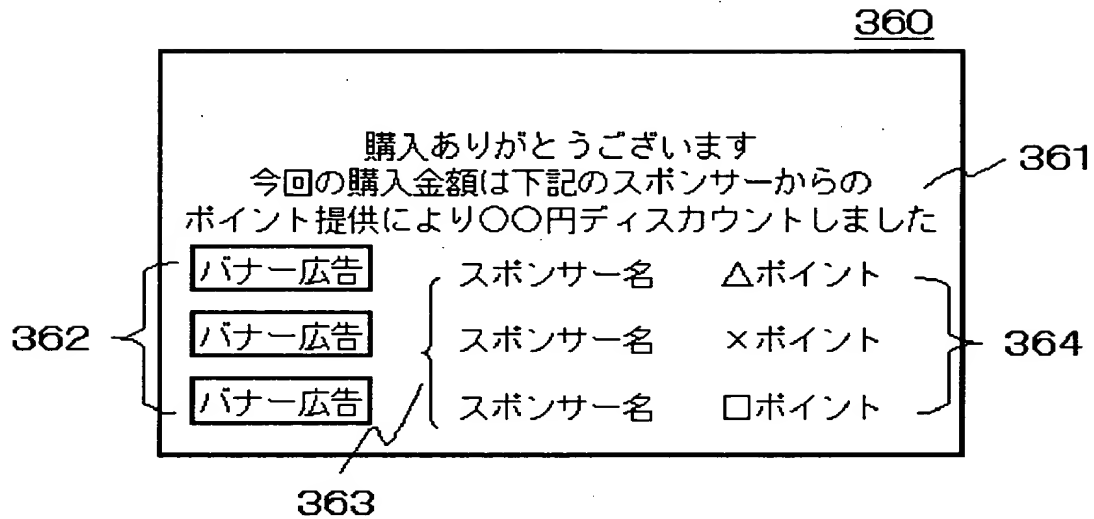 360
購入ありがとうございます
361
今回の購入金額は下記のスポンサーからの
ポイント提供により○○円ディスカウントしました
バナー広告 スポンサー名 △ポイント
362
バナー広告 スポンサー名 ×ポイント
364
バナー広告 スポンサー名 □ポイント
363